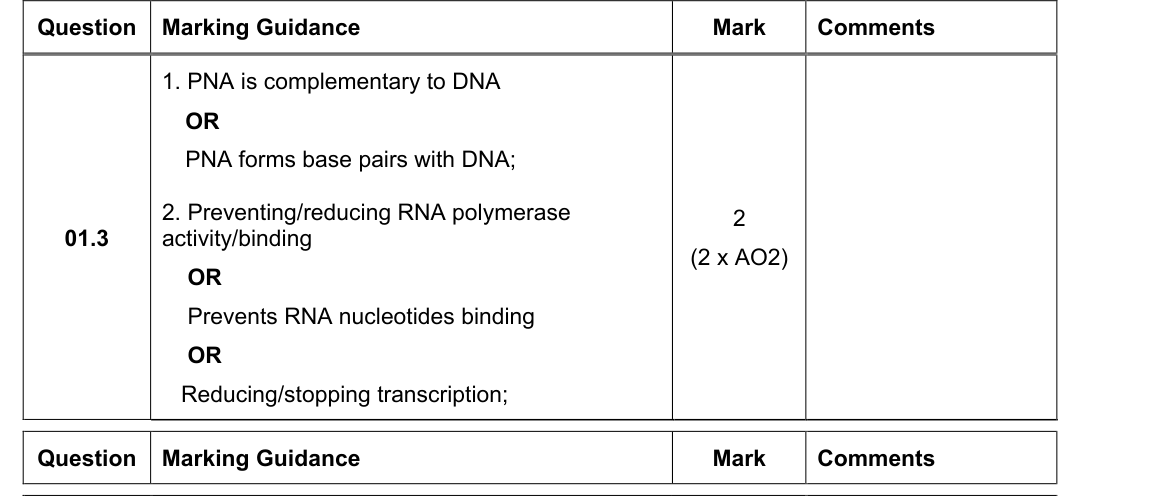 Question Marking Guidance Mark Comments
1. PNA is complementary to DNA
OR
PNA forms base pairs with DNA;
2. Preventing/reducing RNA polymerase
activity/binding
OR
Prevents RNA nucleotides binding
OR
Reducing/stopping transcription;
01.3
2
(2 x AO2)
Question Marking Guidance Mark Comments